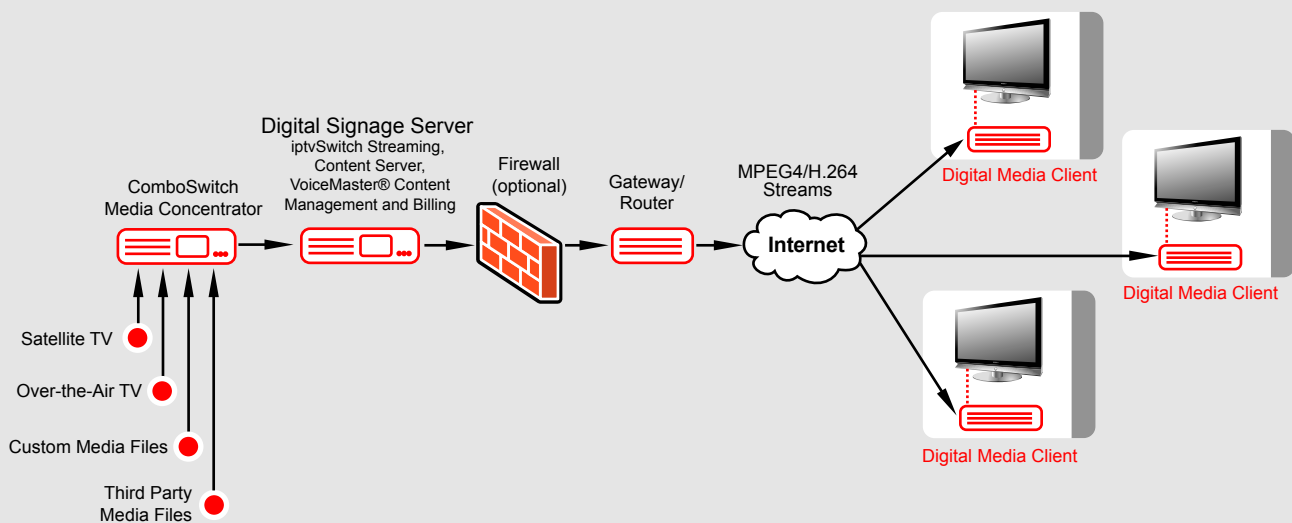 Digital Signage Server
iptvSwitch Streaming,
Content Server,
VoiceMaster® Content
Management and Billing
ComboSwitch
Media Concentrator
Firewall
(optional)
Gateway/
Router
MPEG4/H.264
Streams
Internet
Digital Media Client
Digital Media Client
Digital Media Client
Satellite TV
Over-the-Air TV
Custom Media Files
Third Party
Media Files